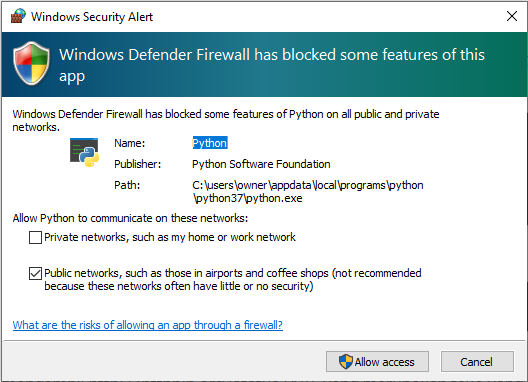 Windows Security Alert
Windows Defender Firewall has blocked some features of this
app
Windows Defender Firewall has blocked some features of Python on all public and private
networks.
Name: Python
Publisher: Python Software Foundation
Path: C:\users\owner\appdata\local\programs\python
\python37\python.exe
Allow Python to communicate on these networks:
Private networks, such as my home or work network
Public networks, such as those in airports and coffee shops (not recommended
because these networks often have little or no security)
What are the risks of allowing an app through a firewall?
Allow access Cancel